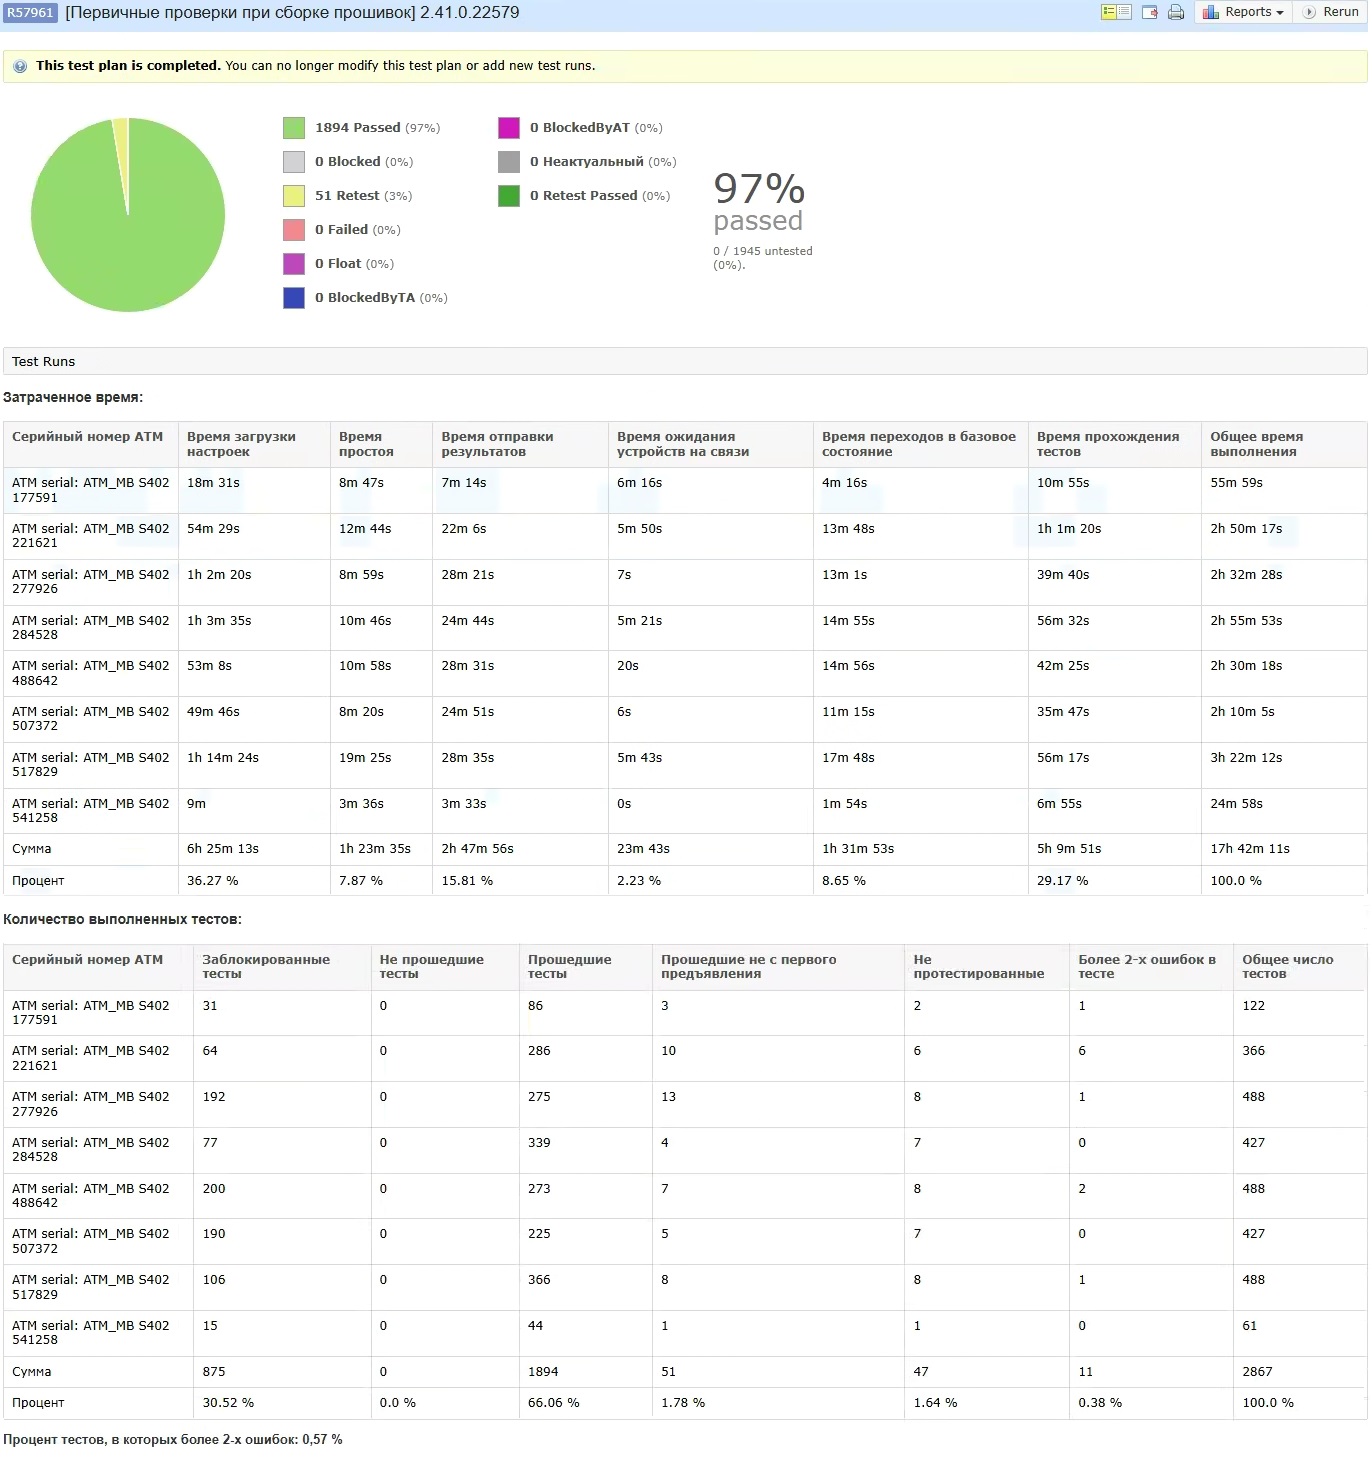 R57961 [Первичные проверки при сборке прошивок] 2.41.0.22579 Reports Rerun
This test plan is completed. You can no longer modify this test plan or add new test runs.
1894 Passed (97%) 0 BlockedByAT (0%)
0 Blocked (0%) 0 Неактуальный (0%)
51 Retest (3%) 0 Retest Passed (0%)
0 Failed (0%)
0 Float (0%)
0 BlockedByTA (0%)
97%
passed
0 / 1945 untested
(0%).
Test Runs
Затраченное время:
Серийный номер ATM Время загрузки Время Время отправки Время ожидания Время переходов в базовое Время прохождения Общее время
настроек простоя результатов устройств на связи состояние тестов выполнения
ATM serial: ATM_MB S402 18m 31s 8m 47s 7m 14s 6m 16s 4m 16s 10m 55s 55m 59s
177591
ATM serial: ATM_MB S402 54m 29s 12m 44s 22m 6s 5m 50s 13m 48s 1h 1m 20s 2h 50m 17s
221621
ATM serial: ATM_MB S402 1h 2m 20s 8m 59s 28m 21s 7s 13m 1s 39m 40s 2h 32m 28s
277926
ATM serial: ATM_MB S402 1h 3m 35s 10m 46s 24m 44s 5m 21s 14m 55s 56m 32s 2h 55m 53s
284528
ATM serial: ATM_MB S402 53m 8s 10m 58s 28m 31s 20s 14m 56s 42m 25s 2h 30m 18s
488642
ATM serial: ATM_MB S402 49m 46s 8m 20s 24m 51s 6s 11m 15s 35m 47s 2h 10m 5s
507372
ATM serial: ATM_MB S402 1h 14m 24s 19m 25s 28m 35s 5m 43s 17m 48s 56m 17s 3h 22m 12s
517829
ATM serial: ATM_MB S402 9m 3m 36s 3m 33s 0s 1m 54s 6m 55s 24m 58s
541258
Сумма 6h 25m 13s 1h 23m 35s 2h 47m 56s 23m 43s 1h 31m 53s 5h 9m 51s 17h 42m 11s
Процент 36.27 % 7.87 % 15.81 % 2.23 % 8.65 % 29.17 % 100.0 %
Количество выполненных тестов:
Серийный номер ATM Заблокированные Не прошедшие Прошедшие Прошедшие не с первого Не Более 2-х ошибок в Общее число
тесты тесты тесты предъявления протестированные тесте тестов
ATM serial: ATM_MB S402 31 0 86 3 2 1 122
177591
ATM serial: ATM_MB S402 64 0 286 10 6 6 366
221621
ATM serial: ATM_MB S402 192 0 275 13 8 1 488
277926
ATM serial: ATM_MB S402 77 0 339 4 7 0 427
284528
ATM serial: ATM_MB S402 200 0 273 7 8 2 488
488642
ATM serial: ATM_MB S402 190 0 225 5 7 0 427
507372
ATM serial: ATM_MB S402 106 0 366 8 8 1 488
517829
ATM serial: ATM_MB S402 15 0 44 1 1 0 61
541258
Сумма 875 0 1894 51 47 11 2867
Процент 30.52 % 0.0 % 66.06 % 1.78 % 1.64 % 0.38 % 100.0 %
Процент тестов, в которых более 2-х ошибок: 0,57 %